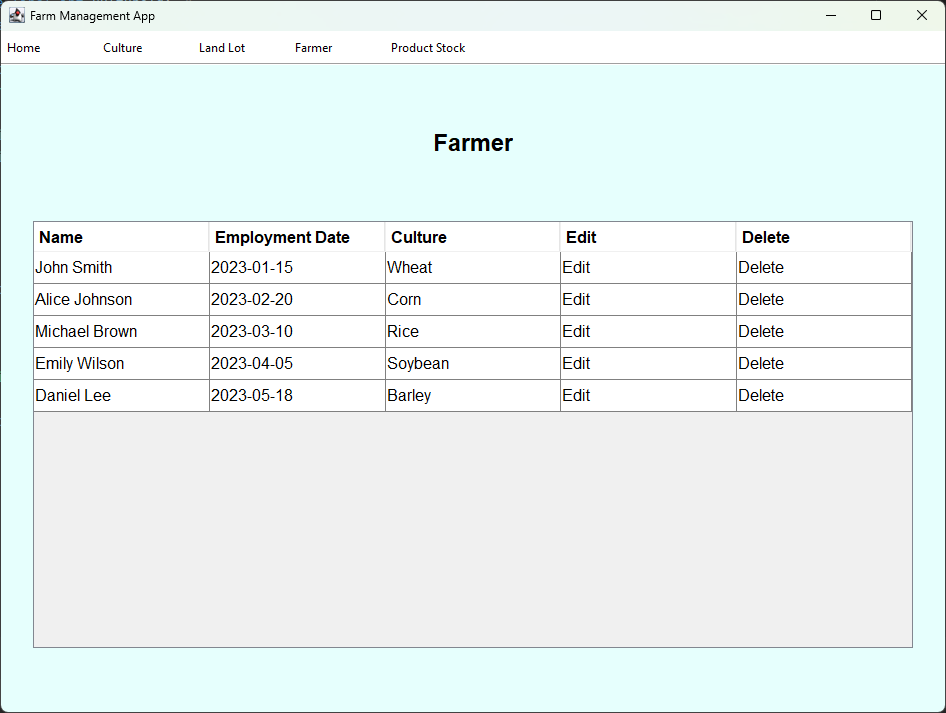 Farm Management App
Home Culture Land Lot Farmer Product Stock
Farmer
Name Employment Date Culture Edit Delete
John Smith 2023-01-15 Wheat Edit Delete
Alice Johnson 2023-02-20 Corn Edit Delete
Michael Brown 2023-03-10 Rice Edit Delete
Emily Wilson 2023-04-05 Soybean Edit Delete
Daniel Lee 2023-05-18 Barley Edit Delete